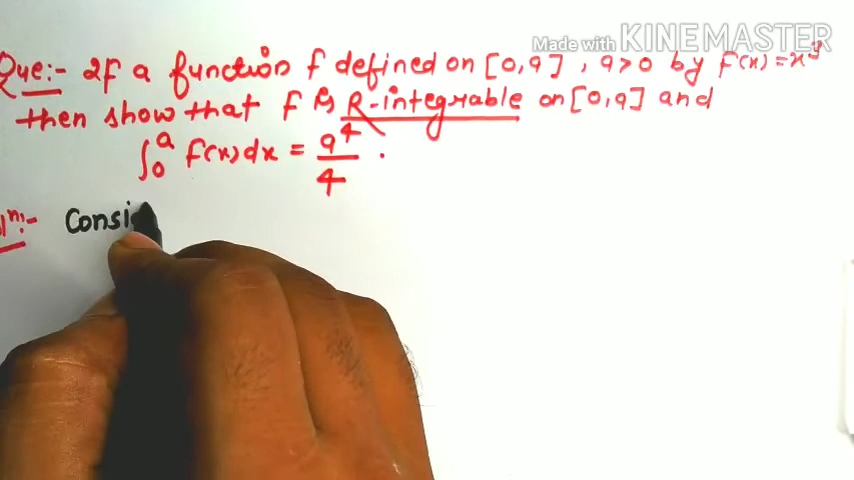 Made with KINEMASTER
Que:- If a function f defined on [0,a], a>0 by f(x)=x³
then show that f is R-integrable on [0,a] and
∫₀ᵃ f(x)dx = a⁴/4.
lⁿ:- Consi